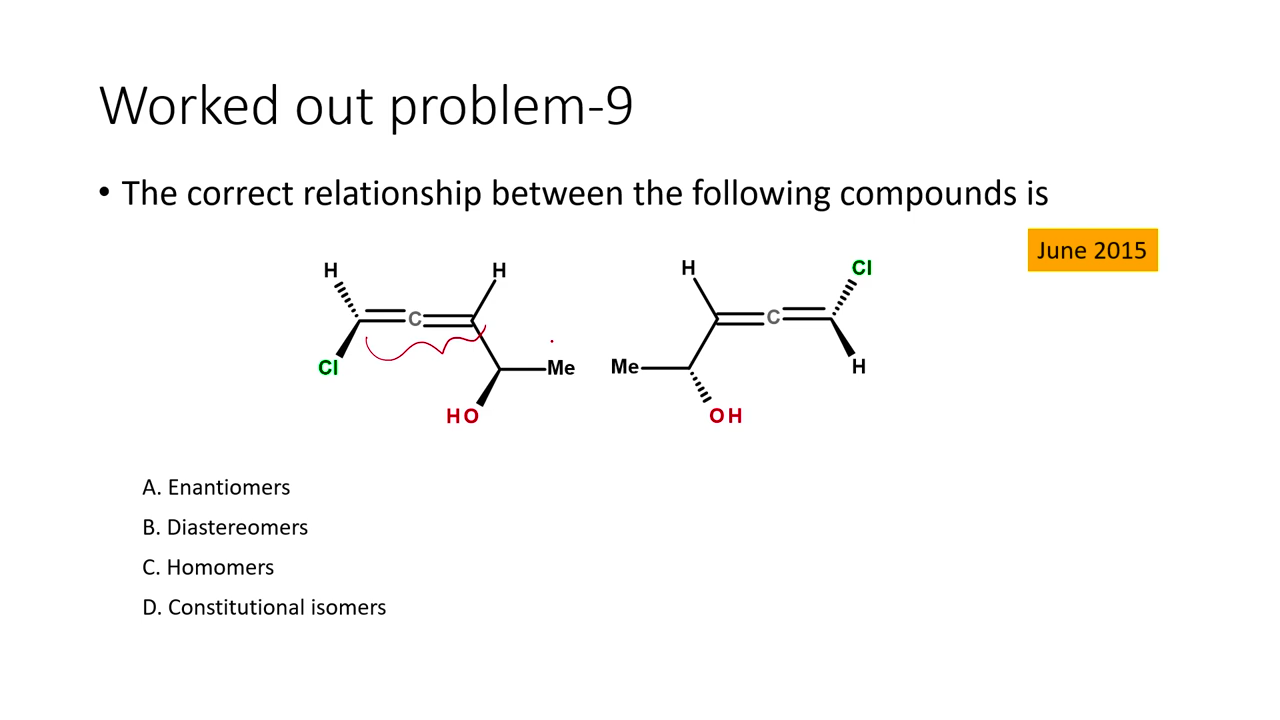 Worked out problem-9
• The correct relationship between the following compounds is
June 2015
H H H Cl
C C
Cl Me Me H
HO OH
A. Enantiomers
B. Diastereomers
C. Homomers
D. Constitutional isomers